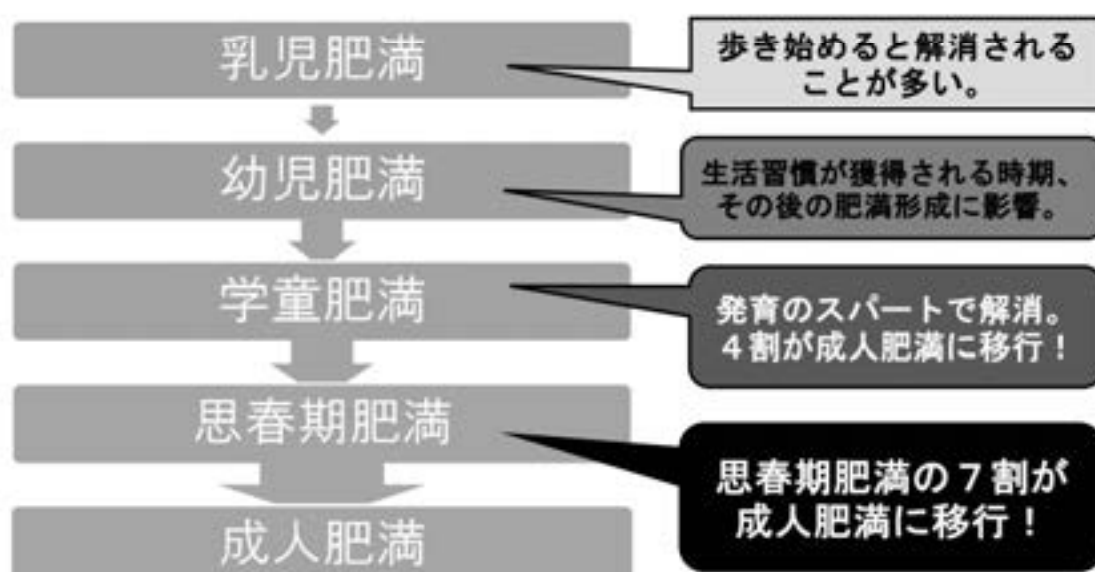 乳児肥満
歩き始めると解消される
ことが多い。
幼児肥満
生活習慣が獲得される時期、
その後の肥満形成に影響。
学童肥満
発育のスパートで解消。
４割が成人肥満に移行！
思春期肥満
思春期肥満の７割が
成人肥満に移行！
成人肥満